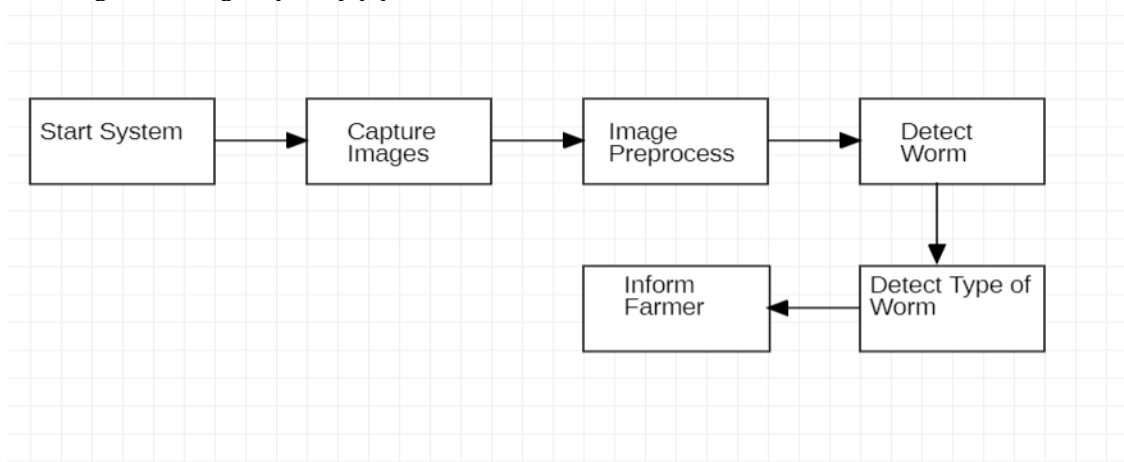 Start System
Capture
Images
Image
Preprocess
Detect
Worm
Inform
Farmer
Detect Type of
Worm